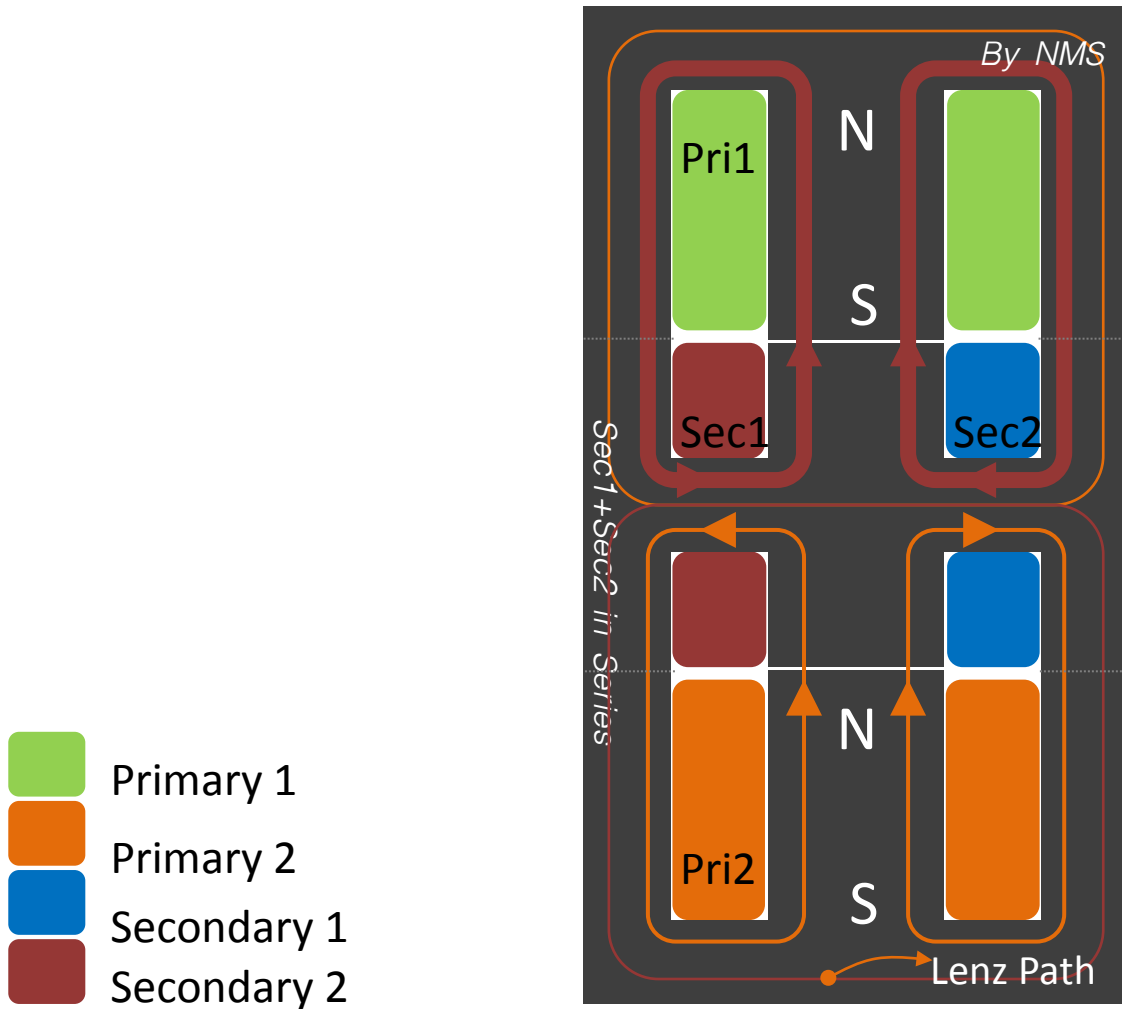 By NMS
N
Pri1
S
Sec1
Sec2
Sec1+Sec2 in Series
N
Pri2
S
Lenz Path
Primary 1
Primary 2
Secondary 1
Secondary 2